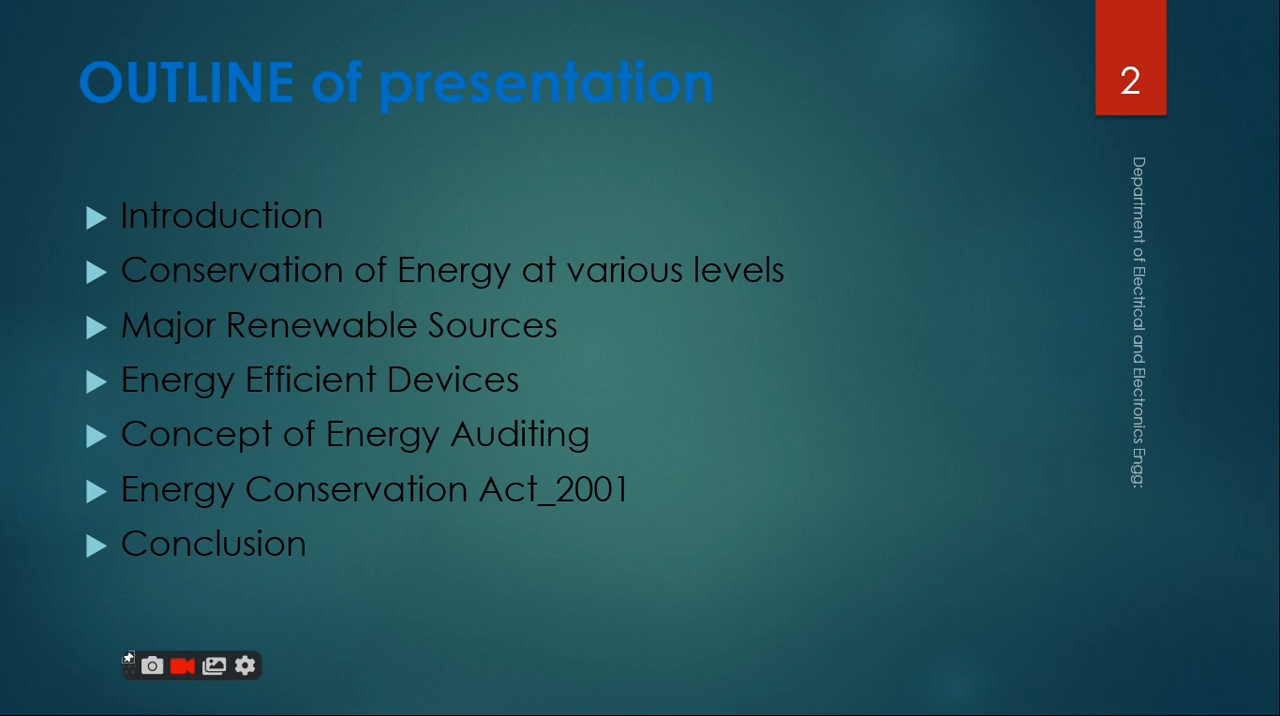 OUTLINE of presentation
2
Introduction
Conservation of Energy at various levels
Major Renewable Sources
Energy Efficient Devices
Concept of Energy Auditing
Energy Conservation Act_2001
Conclusion
Department of Electrical and Electronics Engg: